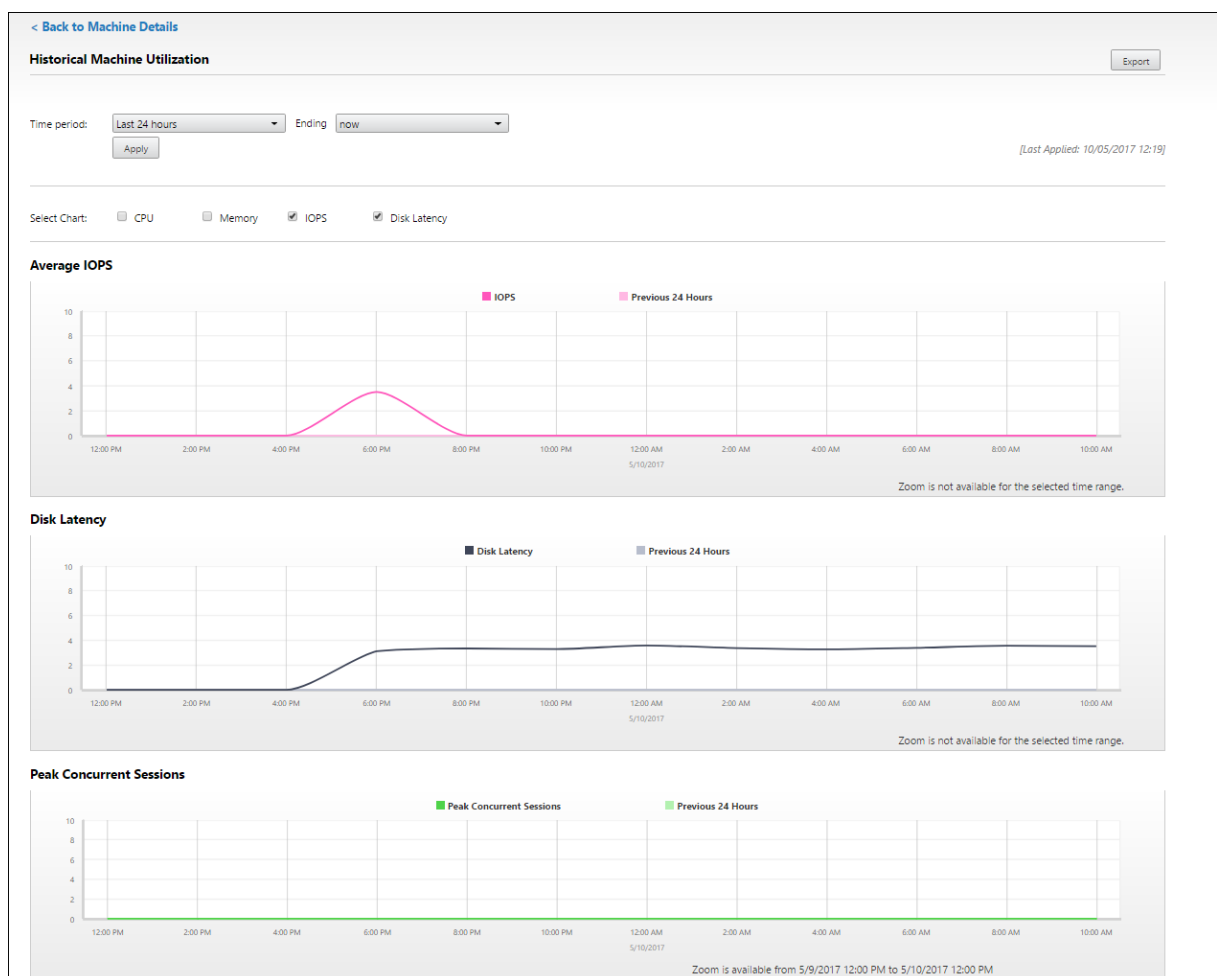 < Back to Machine Details
Historical Machine Utilization
Export
Time period: Last 24 hours Ending now
Apply
[Last Applied: 10/05/2017 12:19]
Select Chart: CPU Memory IOPS Disk Latency
Average IOPS
IOPS Previous 24 Hours
10
8
6
4
2
0
12:00 PM 2:00 PM 4:00 PM 6:00 PM 8:00 PM 10:00 PM 12:00 AM 2:00 AM 4:00 AM 6:00 AM 8:00 AM 10:00 AM
5/10/2017
Zoom is not available for the selected time range.
Disk Latency
Disk Latency Previous 24 Hours
10
8
6
4
2
0
12:00 PM 2:00 PM 4:00 PM 6:00 PM 8:00 PM 10:00 PM 12:00 AM 2:00 AM 4:00 AM 6:00 AM 8:00 AM 10:00 AM
5/10/2017
Zoom is not available for the selected time range.
Peak Concurrent Sessions
Peak Concurrent Sessions Previous 24 Hours
10
8
6
4
2
0
12:00 PM 2:00 PM 4:00 PM 6:00 PM 8:00 PM 10:00 PM 12:00 AM 2:00 AM 4:00 AM 6:00 AM 8:00 AM 10:00 AM
5/10/2017
Zoom is available from 5/9/2017 12:00 PM to 5/10/2017 12:00 PM